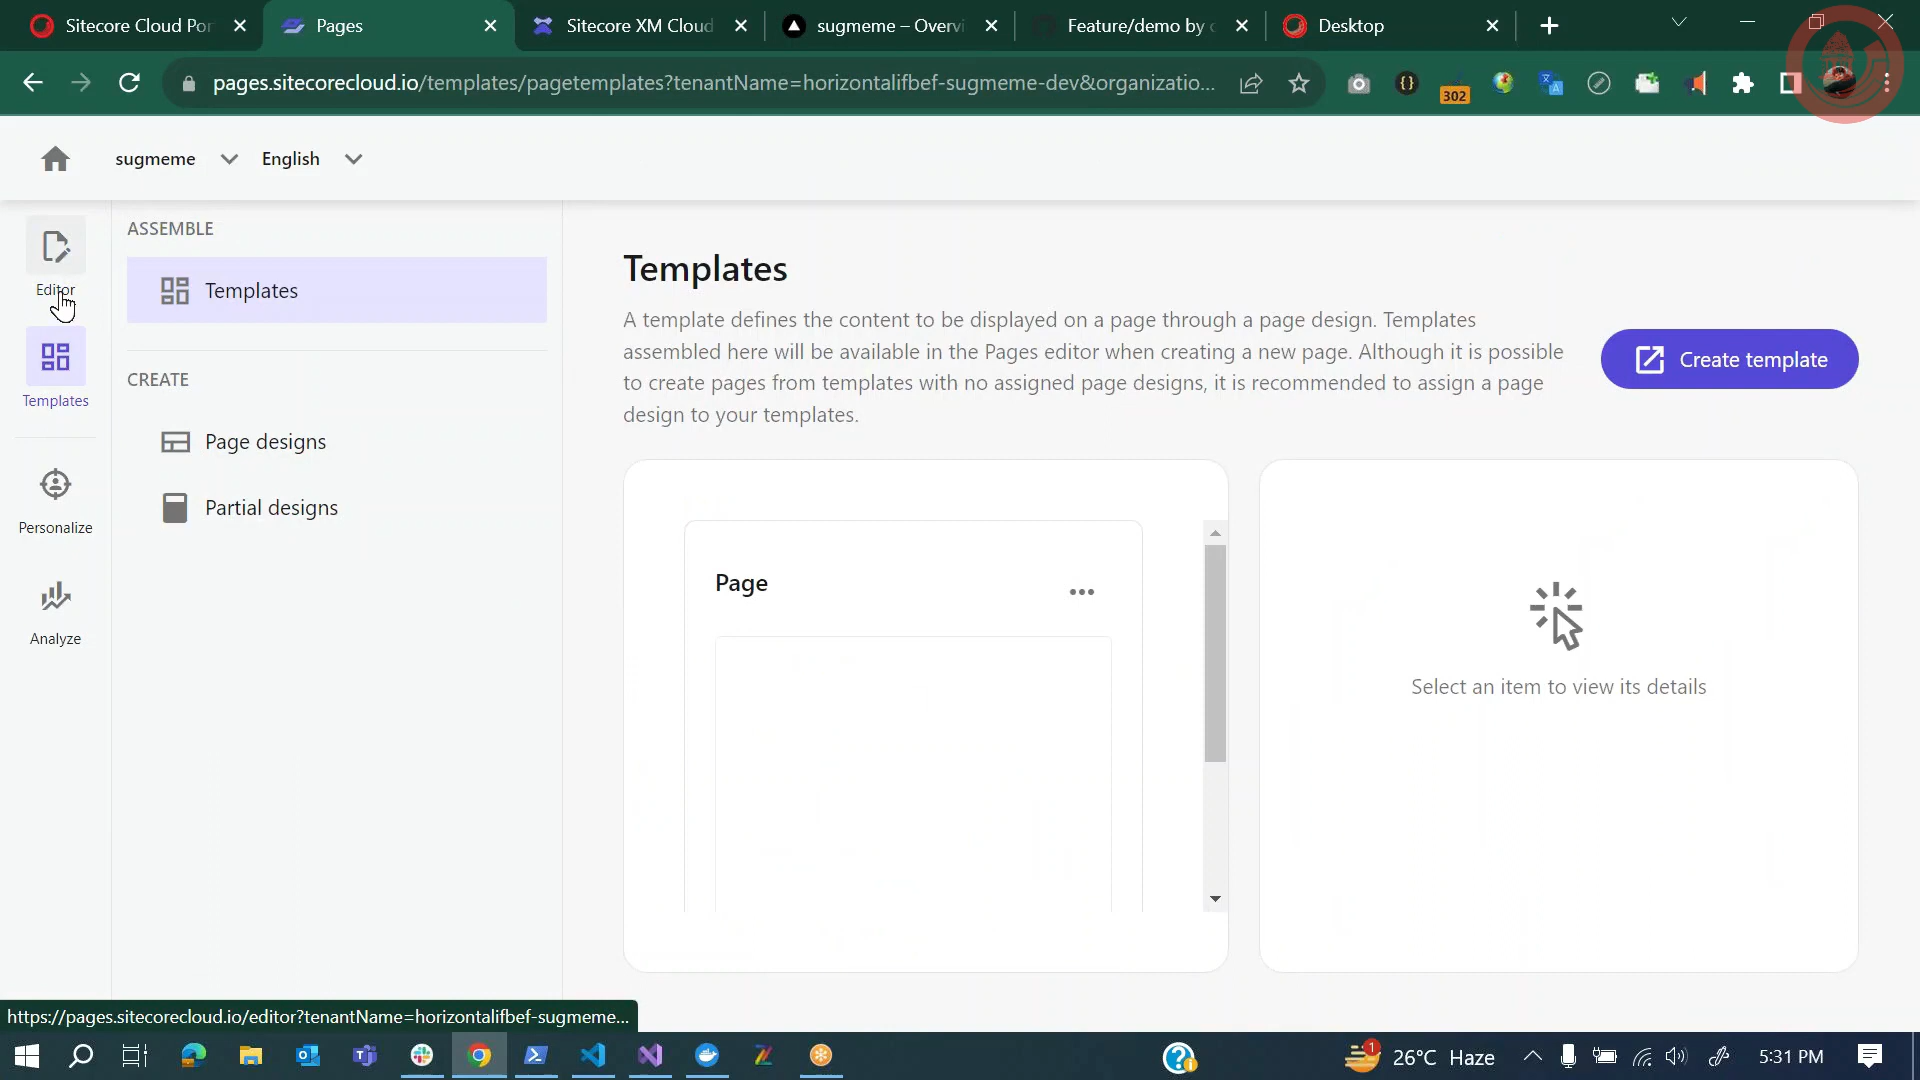 Sitecore Cloud Por
Pages
Sitecore XM Cloud
sugmeme – Overvi
Feature/demo by c
Desktop
pages.sitecorecloud.io/templates/pagetemplates?tenantName=horizontalifbef-sugmeme-dev&organizatio...
302
sugmeme
English
Editor
Templates
Personalize
Analyze
ASSEMBLE
Templates
CREATE
Page designs
Partial designs
Templates
A template defines the content to be displayed on a page through a page design. Templates
assembled here will be available in the Pages editor when creating a new page. Although it is possible
to create pages from templates with no assigned page designs, it is recommended to assign a page
design to your templates.
Create template
Page
Select an item to view its details
https://pages.sitecorecloud.io/editor?tenantName=horizontalifbef-sugmeme...
1
26°C Haze
5:31 PM